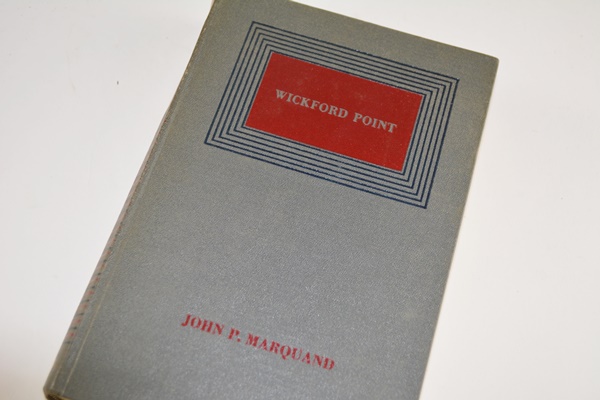 WICKFORD POINT
JOHN P. MARQUAND